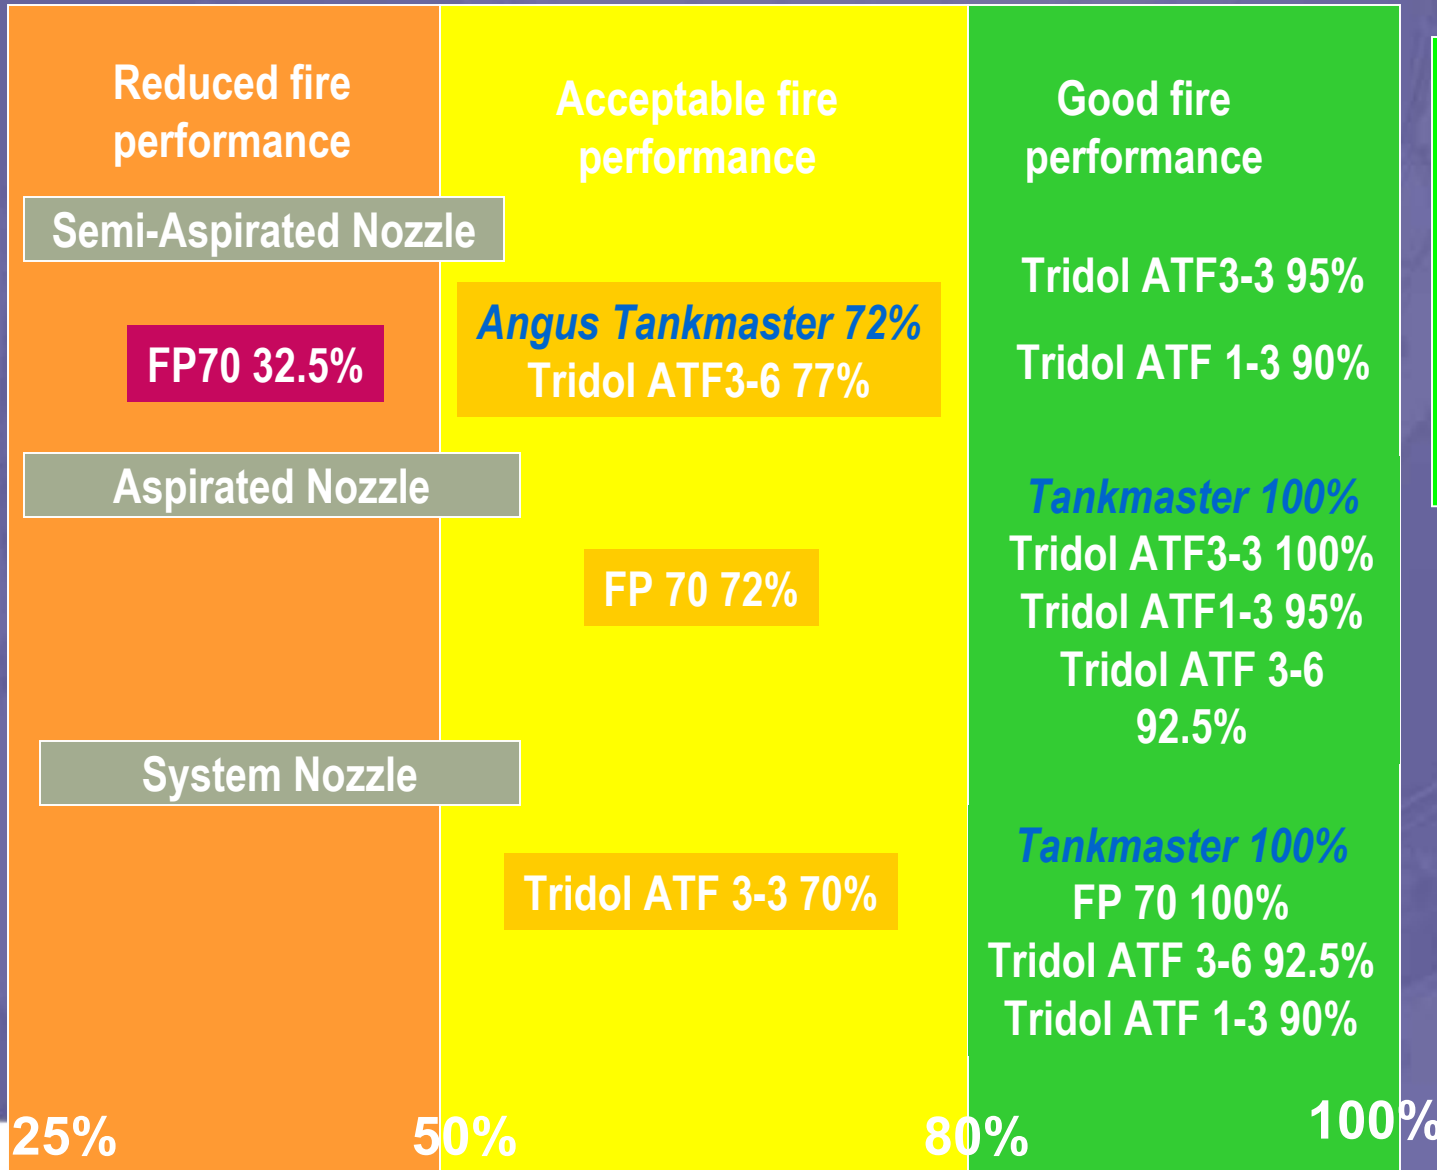 Reduced fire
performance
Acceptable fire
performance
Good fire
performance
Semi-Aspirated Nozzle
FP70 32.5%
Angus Tankmaster 72%
Tridol ATF3-6 77%
Tridol ATF3-3 95%
Tridol ATF 1-3 90%
Aspirated Nozzle
FP 70 72%
Tankmaster 100%
Tridol ATF3-3 100%
Tridol ATF1-3 95%
Tridol ATF 3-6
92.5%
System Nozzle
Tridol ATF 3-3 70%
Tankmaster 100%
FP 70 100%
Tridol ATF 3-6 92.5%
Tridol ATF 1-3 90%
25%
50%
80%
100%